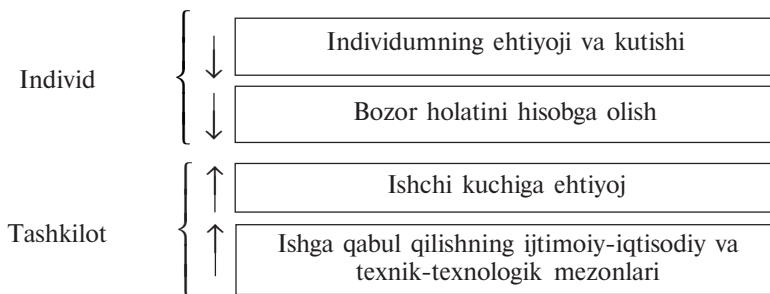 Individ
Individumning ehtiyoji va kutishi
Bozor holatini hisobga olish
Tashkilot
Ishchi kuchiga ehtiyoj
Ishga qabul qilishning ijtimoiy-iqtisodiy va
texnik-texnologik mezonlari